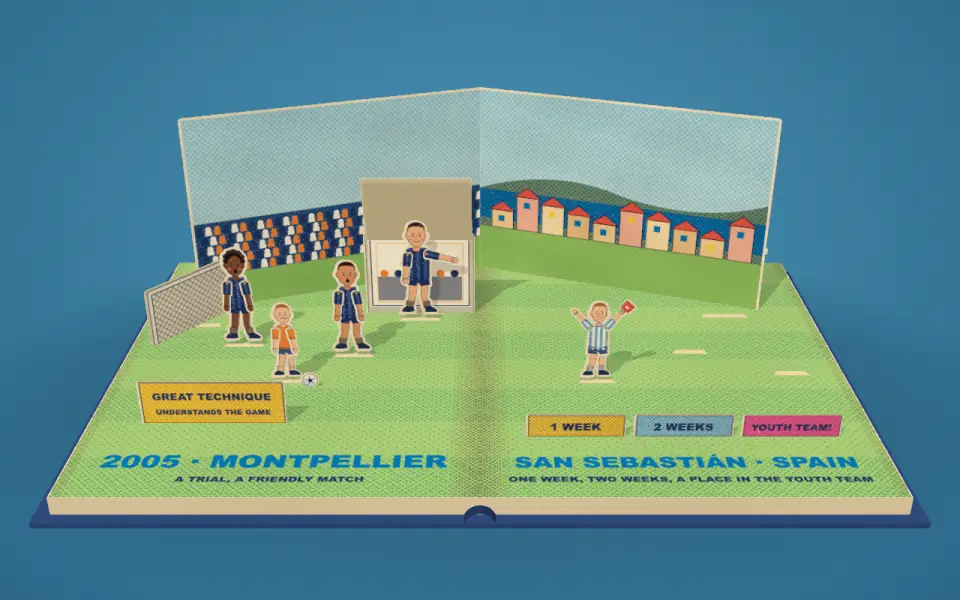 GREAT TECHNIQUE
UNDERSTANDS THE GAME
2005 · MONTPELLIER
A TRIAL, A FRIENDLY MATCH
1 WEEK
2 WEEKS
YOUTH TEAM!
SAN SEBASTIÁN · SPAIN
ONE WEEK, TWO WEEKS, A PLACE IN THE YOUTH TEAM